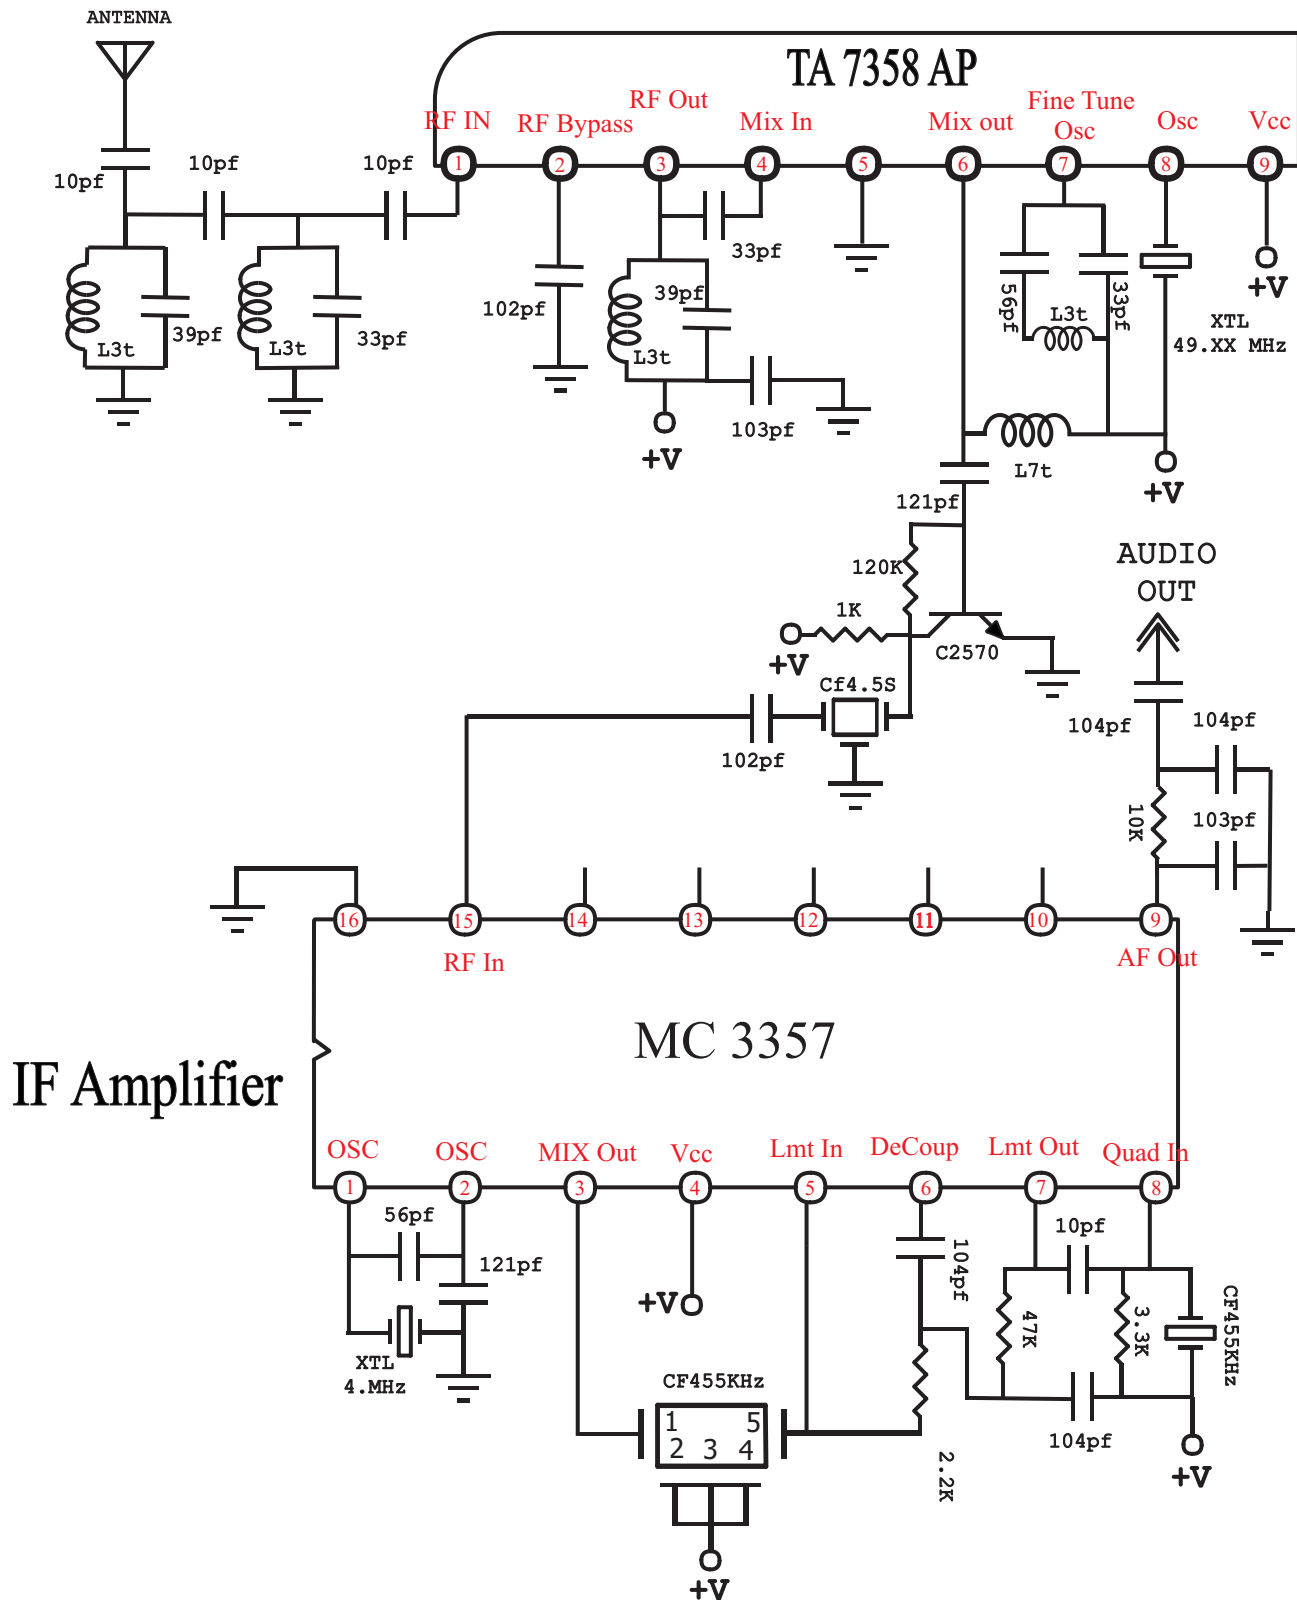 ANTENNA
TA 7358 AP
RF IN
RF Bypass
RF Out
Mix In
Mix out
Fine Tune
Osc
Osc
Vcc
1
2
3
4
5
6
7
8
9
10pf
10pf
10pf
33pf
39pf
L3t
33pf
L3t
102pf
39pf
L3t
103pf
+V
56pf
33pf
L3t
XTL
49.XX MHz
+V
L7t
+V
121pf
120K
1K
+V
C2570
Cf4.5S
102pf
AUDIO
OUT
104pf
104pf
10K
103pf
16
15
14
13
12
11
10
9
RF In
AF Out
MC 3357
IF Amplifier
OSC
OSC
MIX Out
Vcc
Lmt In
DeCoup
Lmt Out
Quad In
1
2
3
4
5
6
7
8
56pf
121pf
XTL
4.MHz
+V
104pf
10pf
47K
3.3K
CF455KHz
CF455KHz
1 5
2 3 4
2.2K
104pf
+V
+V